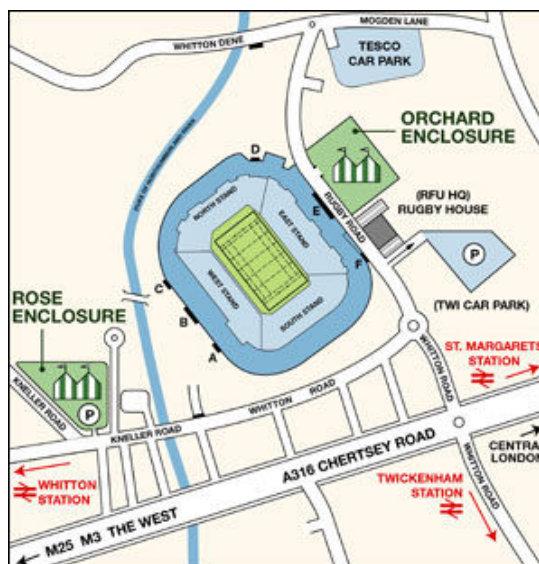 MOGDEN LANE
WHITTON DENE
TESCO
CAR PARK
ORCHARD
ENCLOSURE
D
NORTH STAND
EAST STAND
E
RUGBY ROAD
(RFU HQ)
RUGBY HOUSE
F
P
(TWI CAR PARK)
C
WEST STAND
SOUTH STAND
B
A
ROSE
ENCLOSURE
P
KNELLER ROAD
KNELLER ROAD
WHITTON ROAD
WHITTON ROAD
ST. MARGARETS
STATION
A316 CHERTSEY ROAD
CENTRAL
LONDON
WHITTON
STATION
TWICKENHAM
STATION
WHITTON ROAD
M25 M3 THE WEST